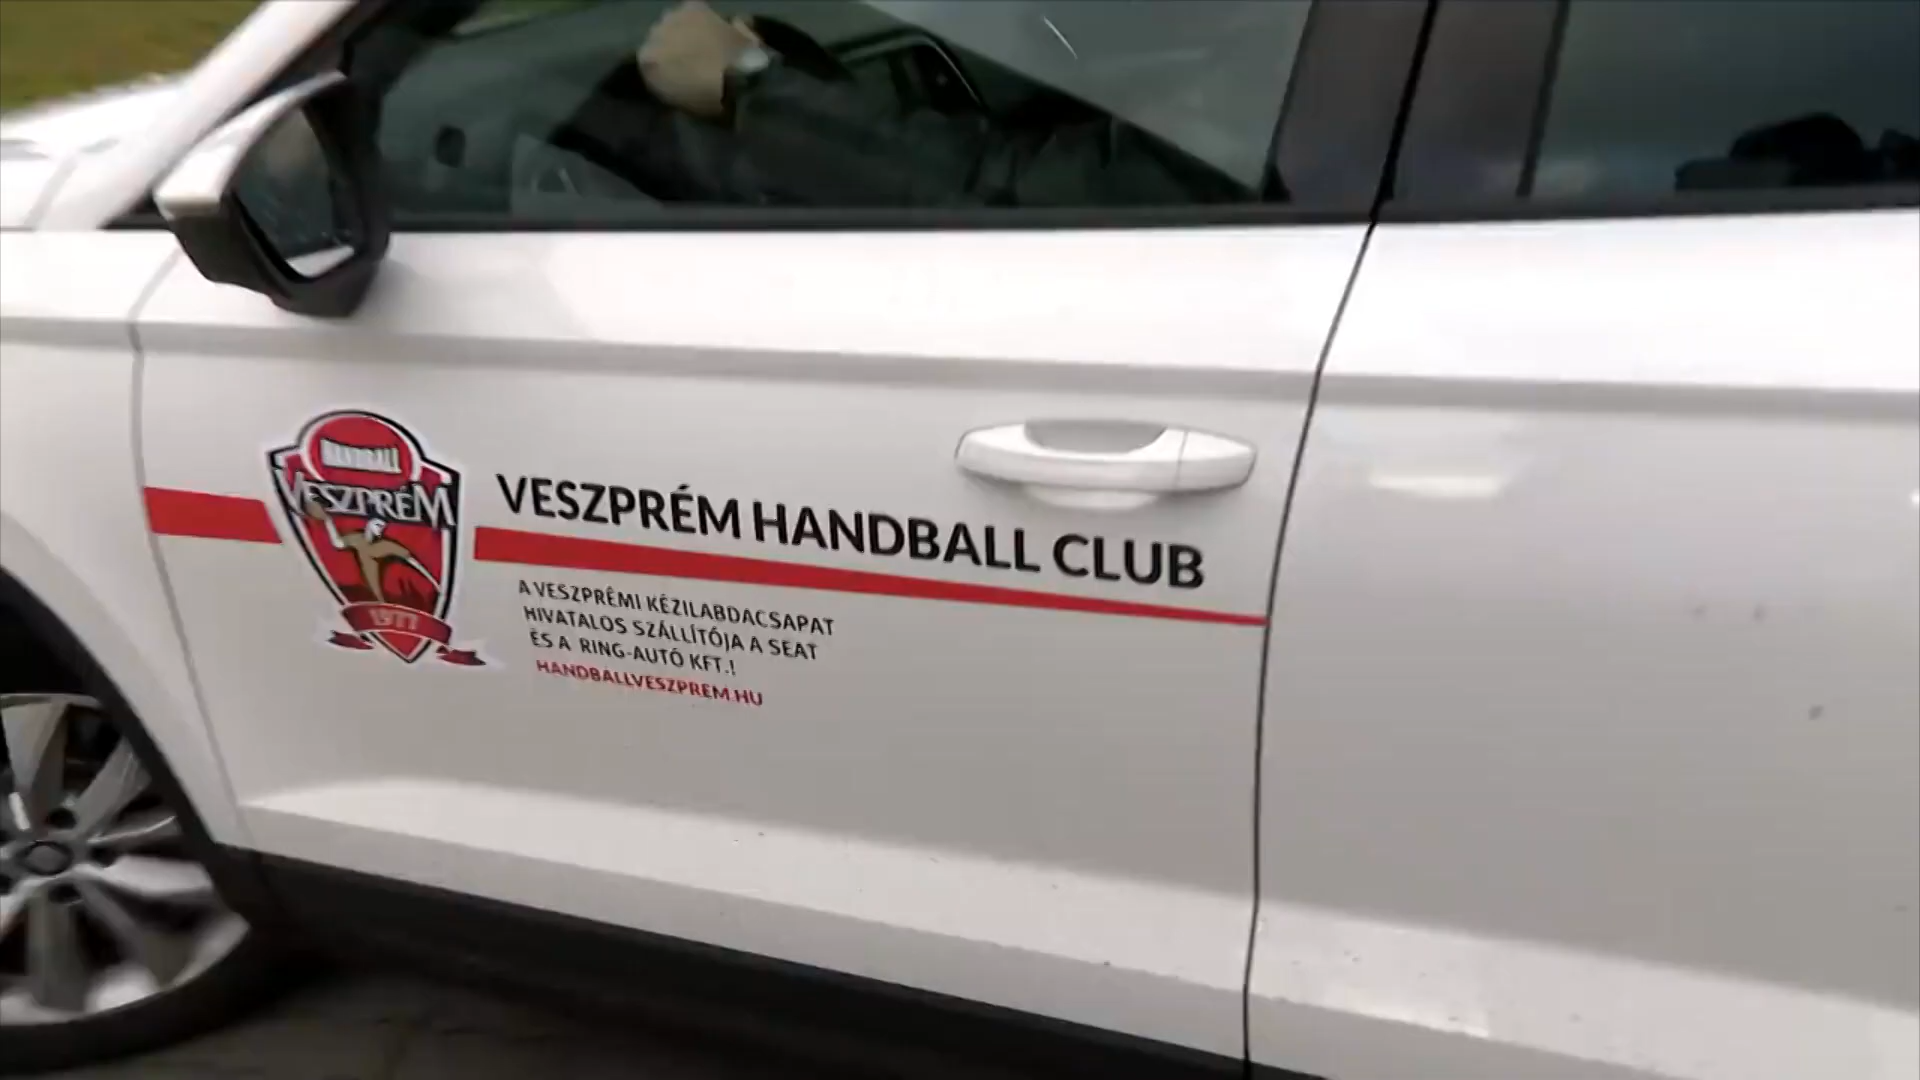 HANDBALL
VESZPRÉM
1977
VESZPRÉM HANDBALL CLUB
A VESZPRÉMI KÉZILABDACSAPAT
HIVATALOS SZÁLLÍTÓJA A SEAT
ÉS A RING-AUTÓ KFT.!
HANDBALLVESZPREM.HU